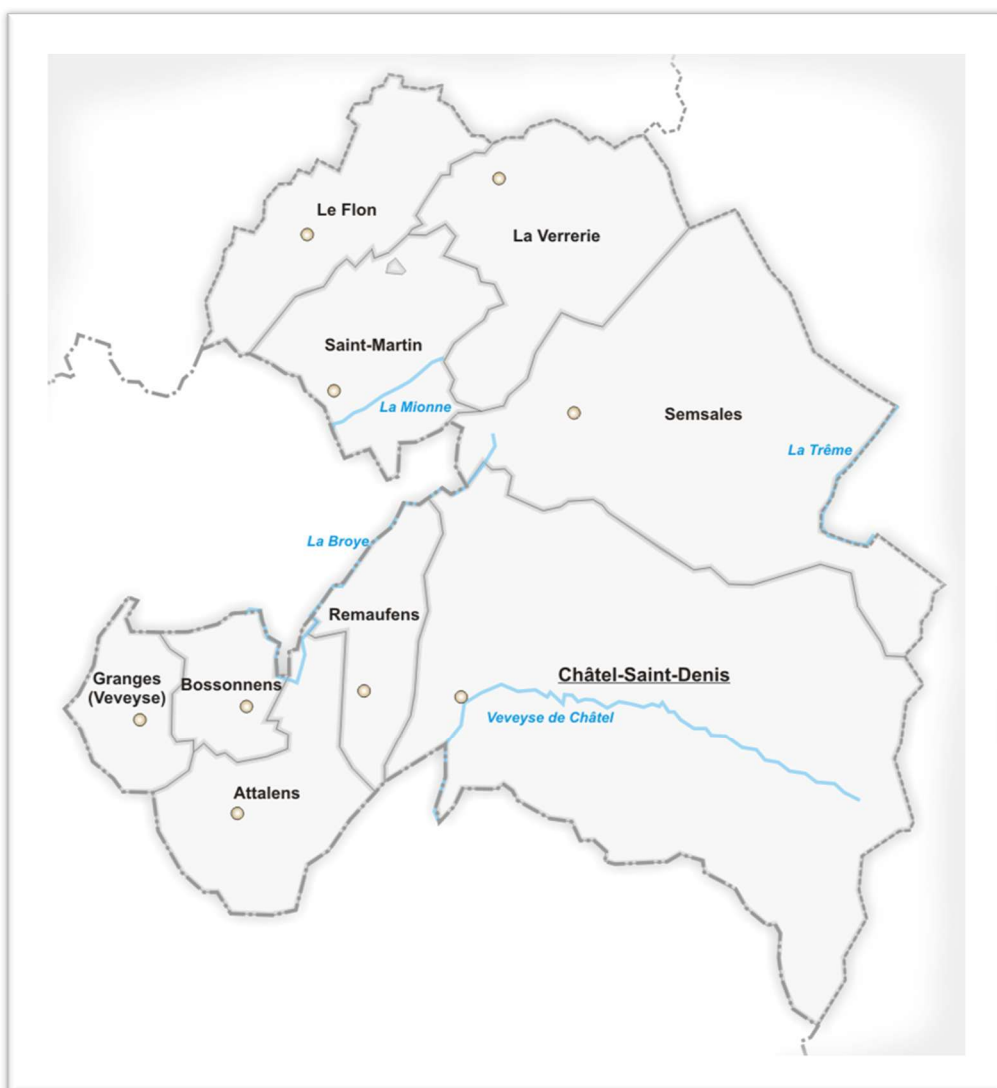 Le Flon
La Verrerie
Saint-Martin
La Mionne
Semsales
La Trême
La Broye
Remaufens
Granges
(Veveyse)
Bossonnens
Châtel-Saint-Denis
Veveyse de Châtel
Attalens